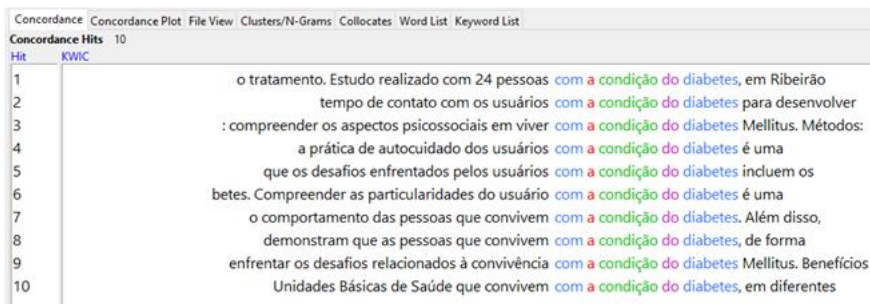 Concordance Concordance Plot File View Clusters/N-Grams Collocates Word List Keyword List
Concordance Hits 10
Hit KWIC
1 o tratamento. Estudo realizado com 24 pessoas com a condição do diabetes, em Ribeirão
2 tempo de contato com os usuários com a condição do diabetes para desenvolver
3 : compreender os aspectos psicossociais em viver com a condição do diabetes Mellitus. Métodos:
4 a prática de autocuidado dos usuários com a condição do diabetes é uma
5 que os desafios enfrentados pelos usuários com a condição do diabetes incluem os
6 betes. Compreender as particularidades do usuário com a condição do diabetes é uma
7 o comportamento das pessoas que convivem com a condição do diabetes. Além disso,
8 demonstram que as pessoas que convivem com a condição do diabetes, de forma
9 enfrentar os desafios relacionados à convivência com a condição do diabetes Mellitus. Benefícios
10 Unidades Básicas de Saúde que convivem com a condição do diabetes, em diferentes